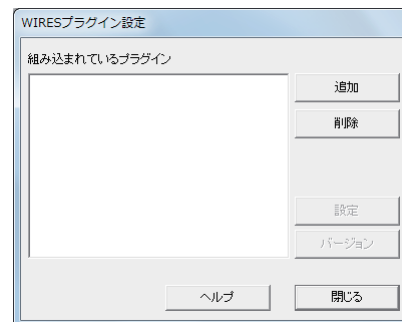 WIRESプラグイン設定
組み込まれているプラグイン
追加
削除
設定
バージョン
ヘルプ
閉じる